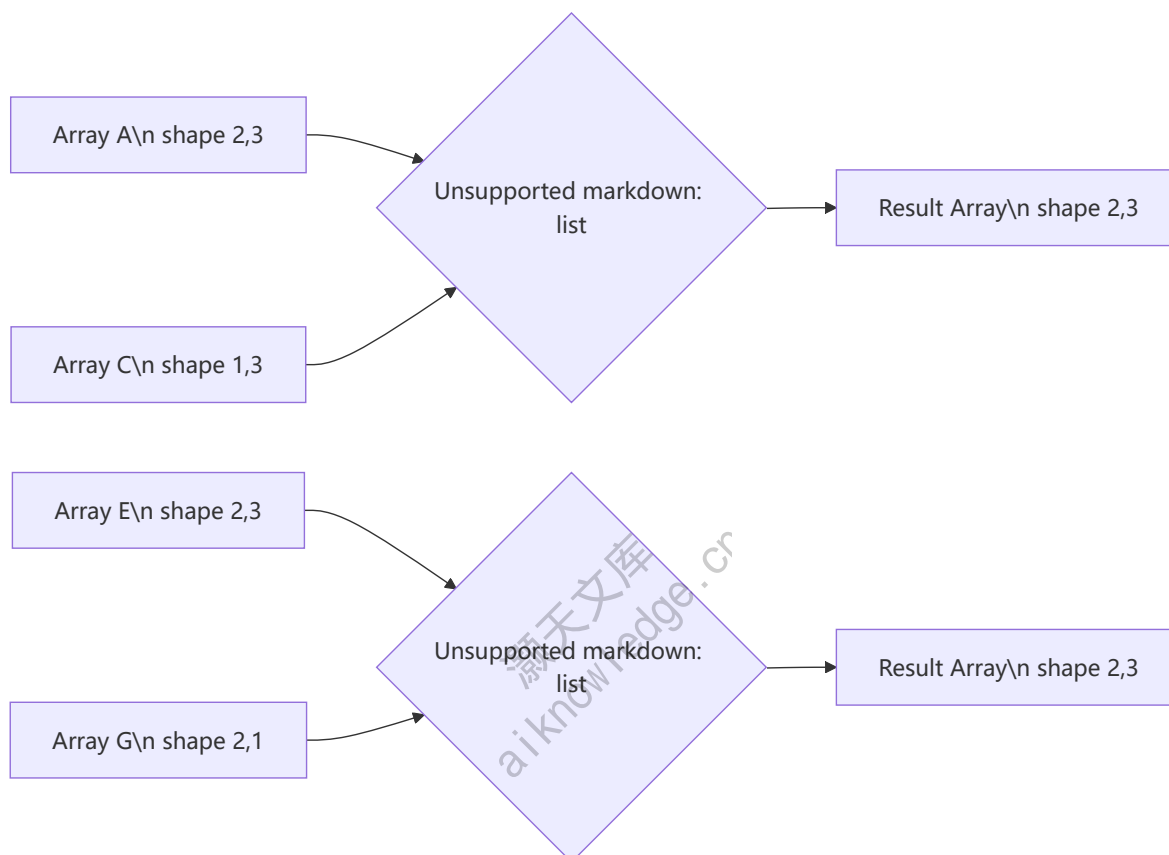 Array A\n shape 2,3
Unsupported markdown:
list
Result Array\n shape 2,3
Array C\n shape 1,3
Array E\n shape 2,3
Unsupported markdown:
list
Result Array\n shape 2,3
Array G\n shape 2,1
灏天文库
aiknowledge.cn